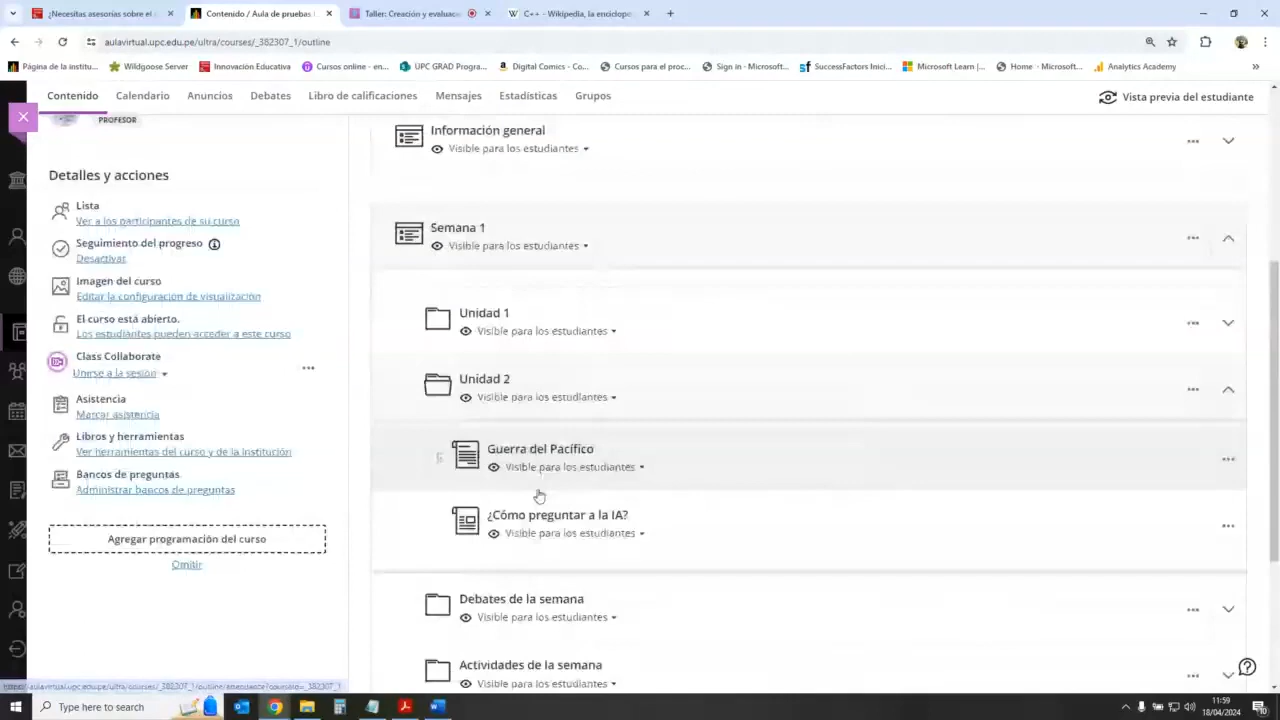 ¿Necesitas asesorías sobre el
Contenido / Aula de pruebas
Taller: Creación y evaluac
C++ - Wikipedia, la enciclope
aulavirtual.upc.edu.pe/ultra/courses/_382307_1/outline
Página de la institu...
Wildgoose Server
Innovación Educativa
Cursos online - en...
UPC GRAD Progra...
Digital Comics - Co...
Cursos para el proc...
Sign in - Microsoft...
SuccessFactors Inici...
Microsoft Learn |...
Home - Microsoft...
Analytics Academy
Contenido
Calendario
Anuncios
Debates
Libro de calificaciones
Mensajes
Estadísticas
Grupos
Vista previa del estudiante
PROFESOR
Detalles y acciones
Lista
Ver a los participantes de su curso
Seguimiento del progreso
Desactivar
Imagen del curso
Editar la configuración de visualización
El curso está abierto.
Los estudiantes pueden acceder a este curso
Class Collaborate
Unirse a la sesión
Asistencia
Marcar asistencia
Libros y herramientas
Ver herramientas del curso y de la institución
Bancos de preguntas
Administrar bancos de preguntas
Agregar programación del curso
Omitir
Información general
Visible para los estudiantes
Semana 1
Visible para los estudiantes
Unidad 1
Visible para los estudiantes
Unidad 2
Visible para los estudiantes
Guerra del Pacífico
Visible para los estudiantes
¿Cómo preguntar a la IA?
Visible para los estudiantes
Debates de la semana
Visible para los estudiantes
Actividades de la semana
Visible para los estudiantes
Type here to search
11:59
18/04/2024